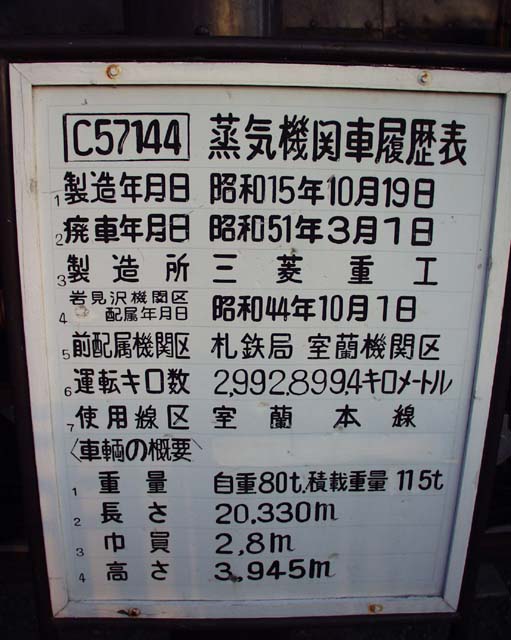 C57144 蒸気機関車履歴表
1 製造年月日 昭和15年10月19日
2 廃車年月日 昭和51年3月1日
3 製造所 三菱重工
4 岩見沢機関区配属年月日 昭和44年10月1日
5 前配属機関区 札鉄局 室蘭機関区
6 運転キロ数 2,992,899.4キロメートル
7 使用線区 室蘭本線
〈車輌の概要〉
1 重量 自重80t.積載重量 115t
2 長さ 20,330m
3 巾員 2,8m
4 高さ 3,945m